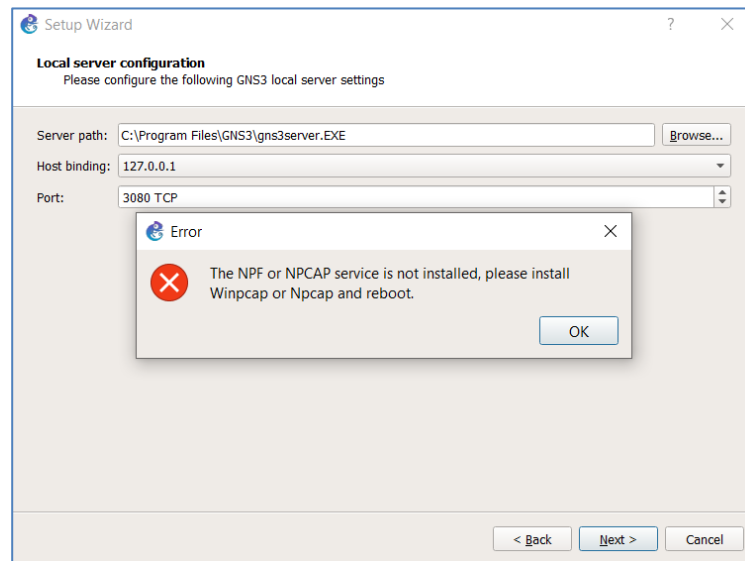 Setup Wizard
Local server configuration
Please configure the following GNS3 local server settings
Server path: C:\Program Files\GNS3\gns3server.EXE Browse...
Host binding: 127.0.0.1
Port: 3080 TCP
Error
The NPF or NPCAP service is not installed, please install
Winpcap or Npcap and reboot.
OK
< Back Next > Cancel